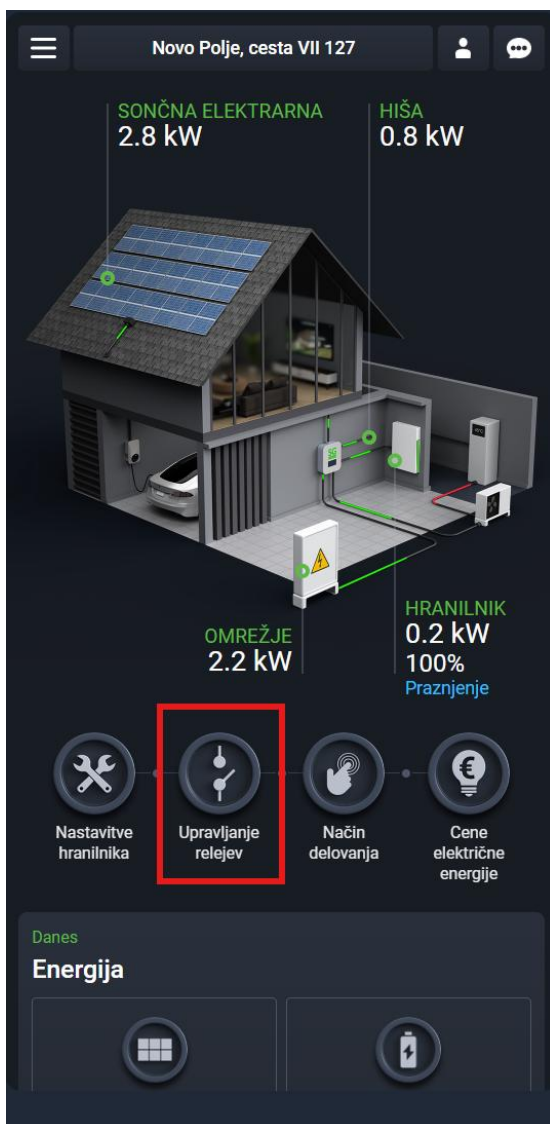 Novo Polje, cesta VII 127
SONČNA ELEKTRARNA
2.8 kW
HIŠA
0.8 kW
OMREŽJE
2.2 kW
HRANILNIK
0.2 kW
100%
Praznjenje
Nastavitve
hranilnika
Upravljanje
relejev
Način
delovanja
Cene
električne
energije
Danes
Energija